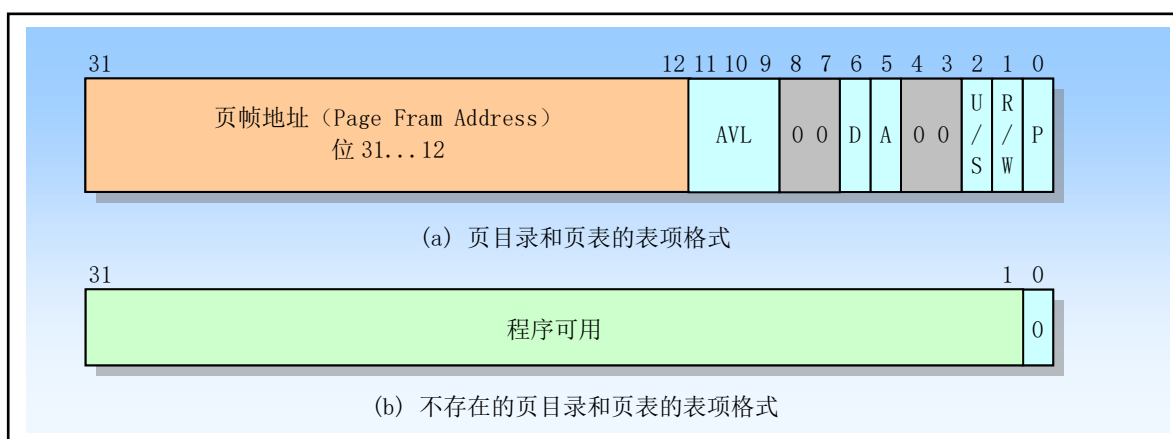 31 12 11 10 9 8 7 6 5 4 3 2 1 0
页帧地址（Page Fram Address）
位 31...12
AVL 0 0 D A 0 0 U/S R/W P
(a) 页目录和页表的表项格式
31 1 0
程序可用 0
(b) 不存在的页目录和页表的表项格式